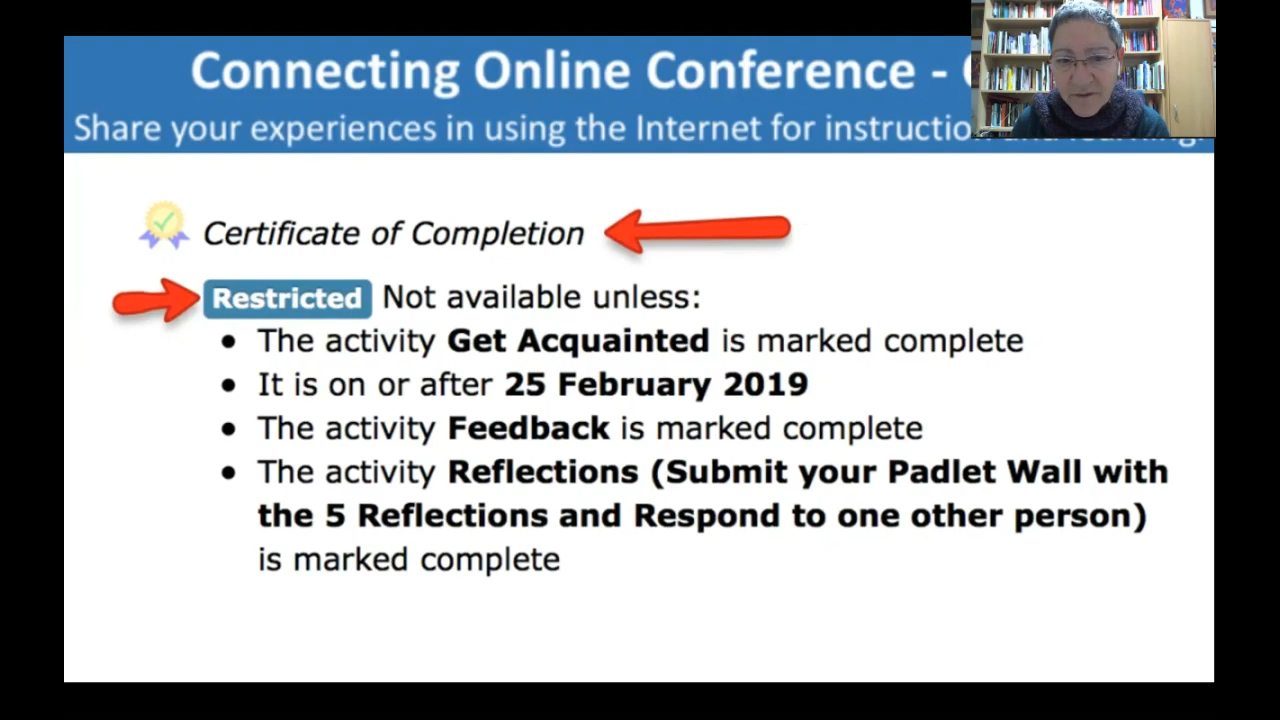 Connecting Online Conference -
Share your experiences in using the Internet for
Certificate of Completion
Restricted Not available unless:
• The activity Get Acquainted is marked complete
• It is on or after 25 February 2019
• The activity Feedback is marked complete
• The activity Reflections (Submit your Padlet Wall with
the 5 Reflections and Respond to one other person)
is marked complete